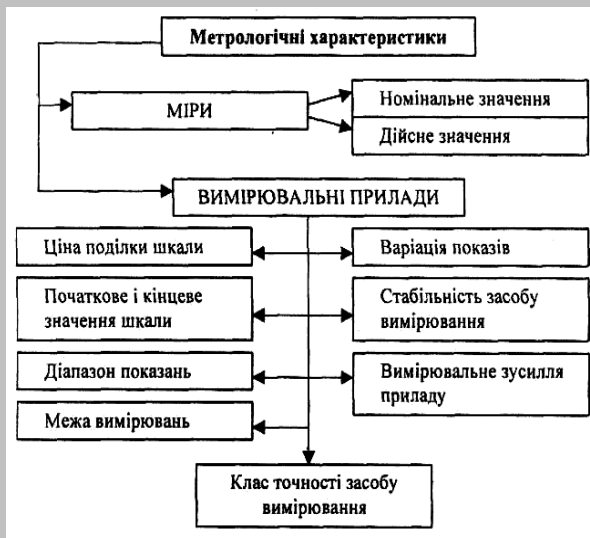 Метрологічні характеристики
МІРИ
Номінальне значення
Дійсне значення
ВИМІРЮВАЛЬНІ ПРИЛАДИ
Ціна поділки шкали
Варіація показів
Початкове і кінцеве
значення шкали
Стабільність засобу
вимірювання
Діапазон показань
Вимірювальне зусилля
приладу
Межа вимірювань
Клас точності засобу
вимірювання